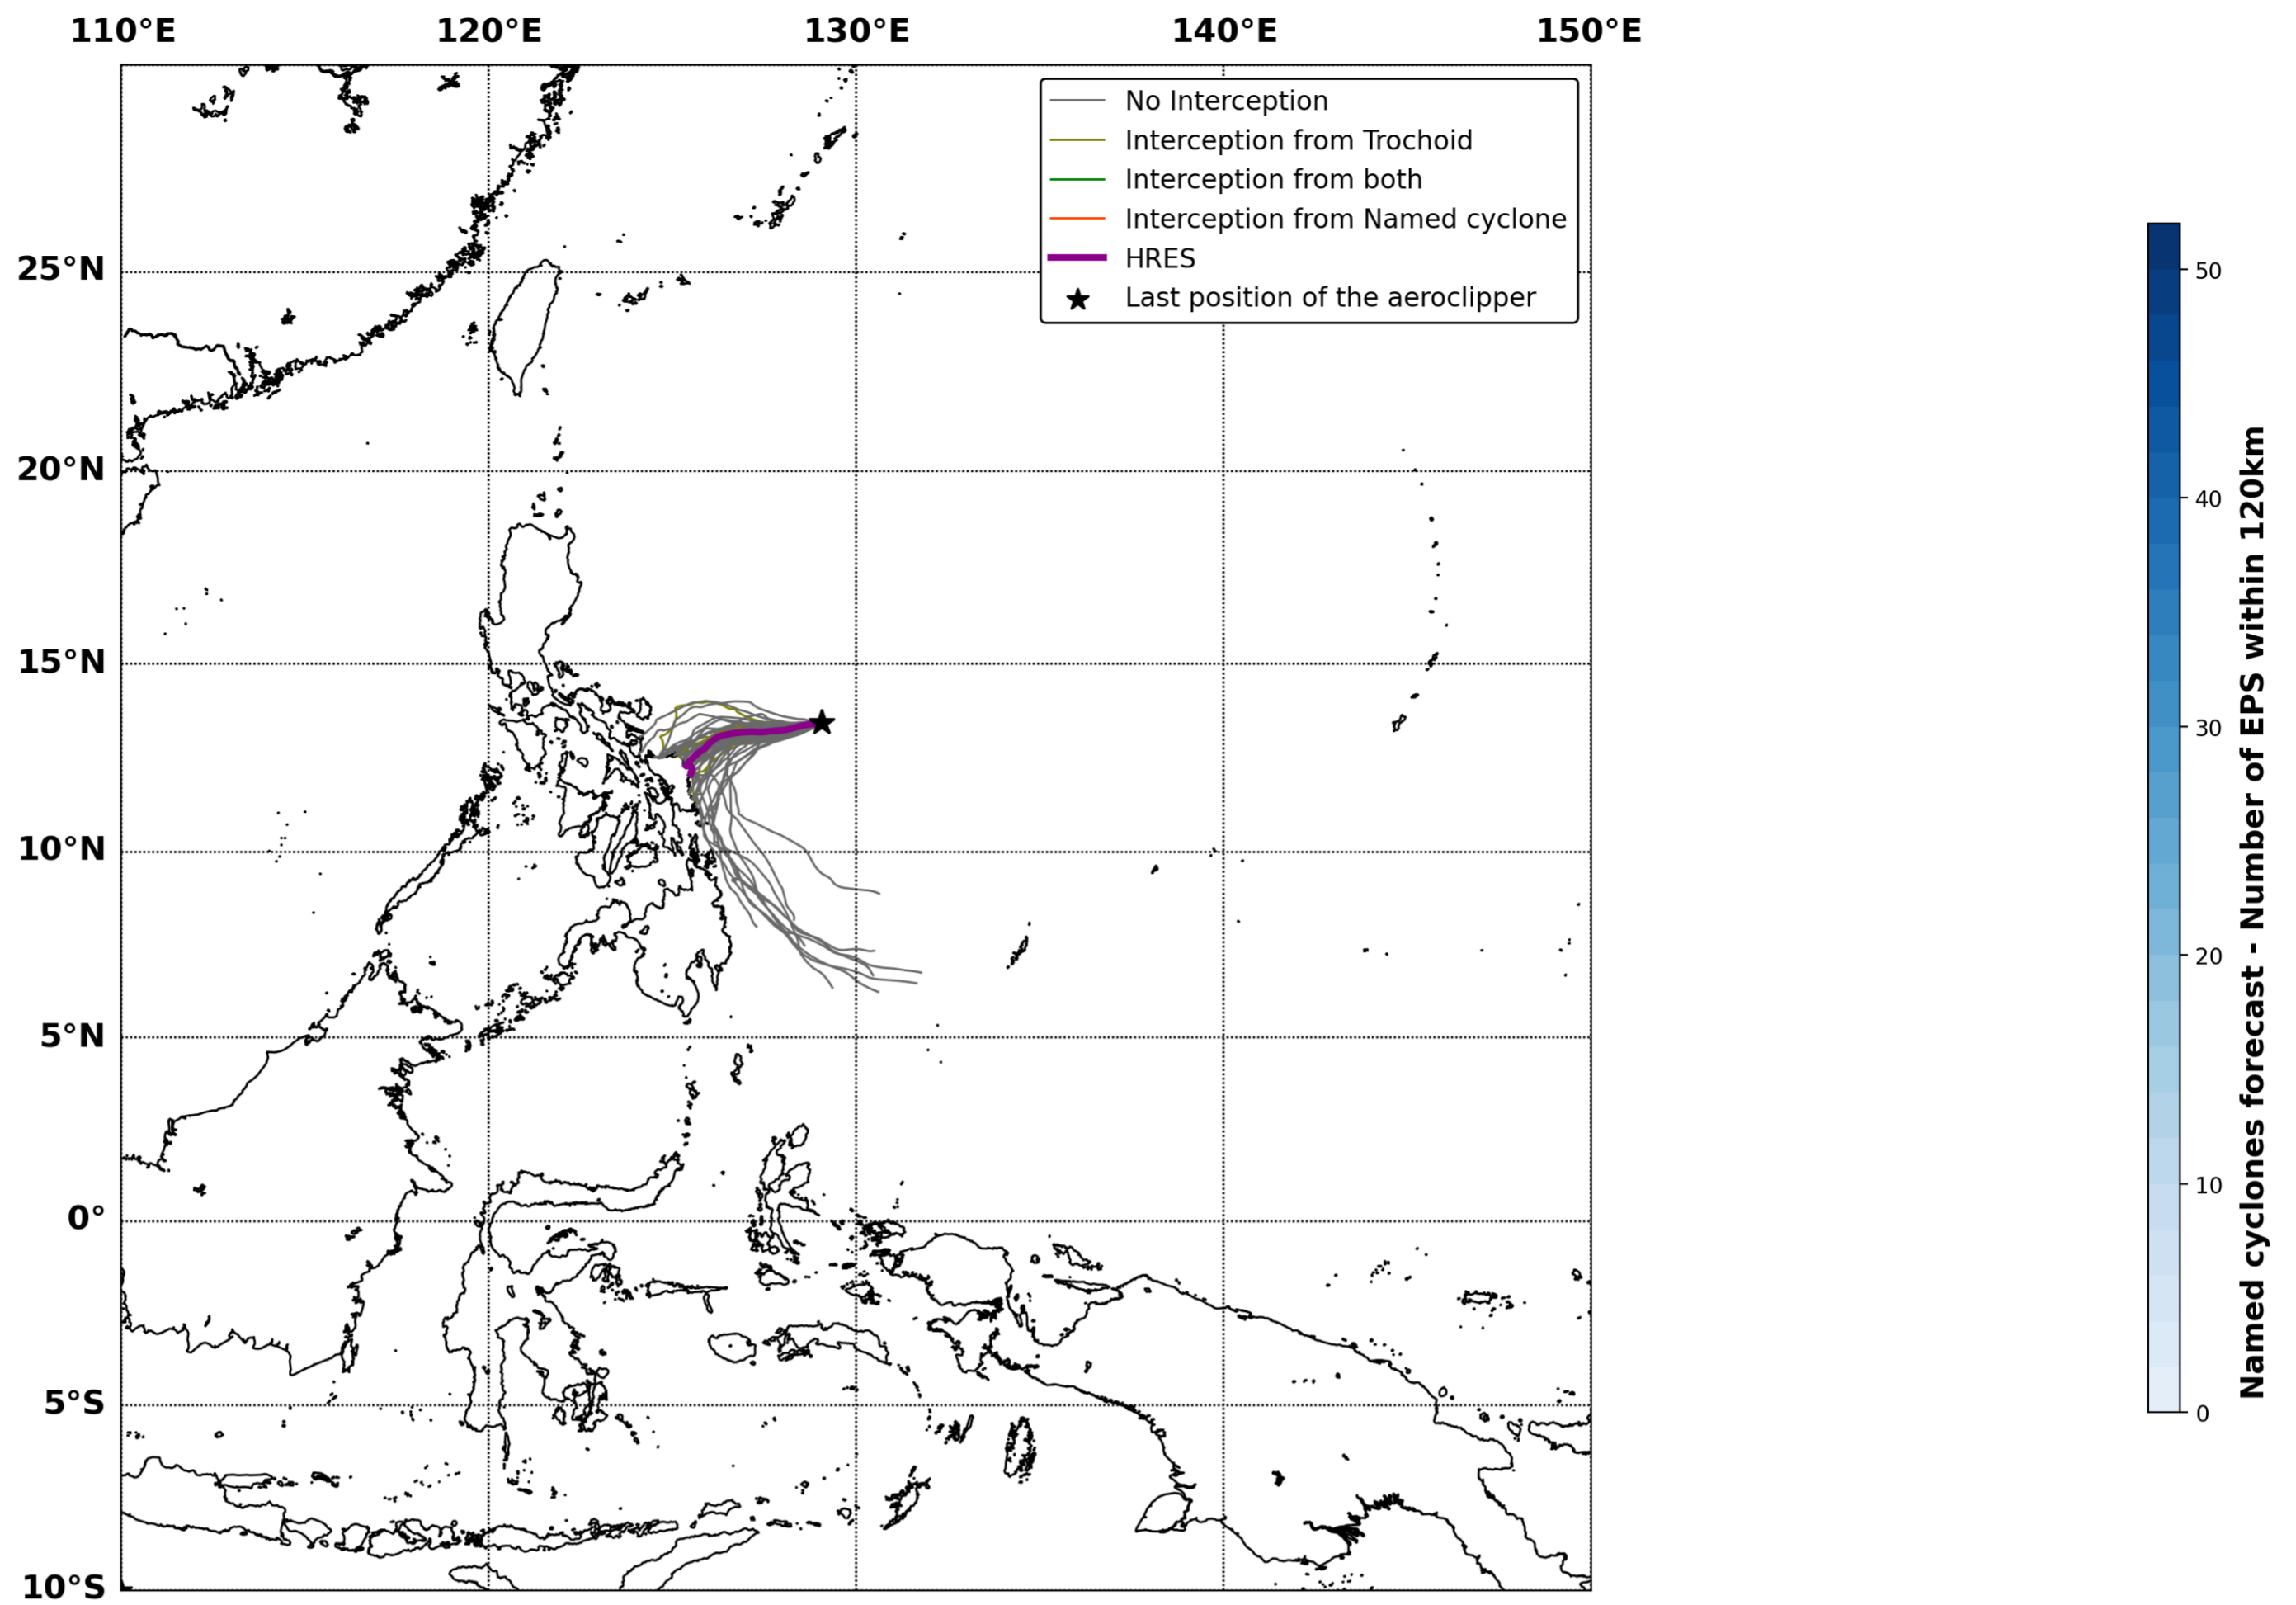 110°E 120°E 130°E 140°E 150°E
No Interception
Interception from Trochoid
Interception from both
Interception from Named cyclone
HRES
Last position of the aeroclipper
25°N
20°N
15°N
10°N
5°N
0°
5°S
10°S
50
40
30
20
10
0
Named cyclones forecast - Number of EPS within 120km